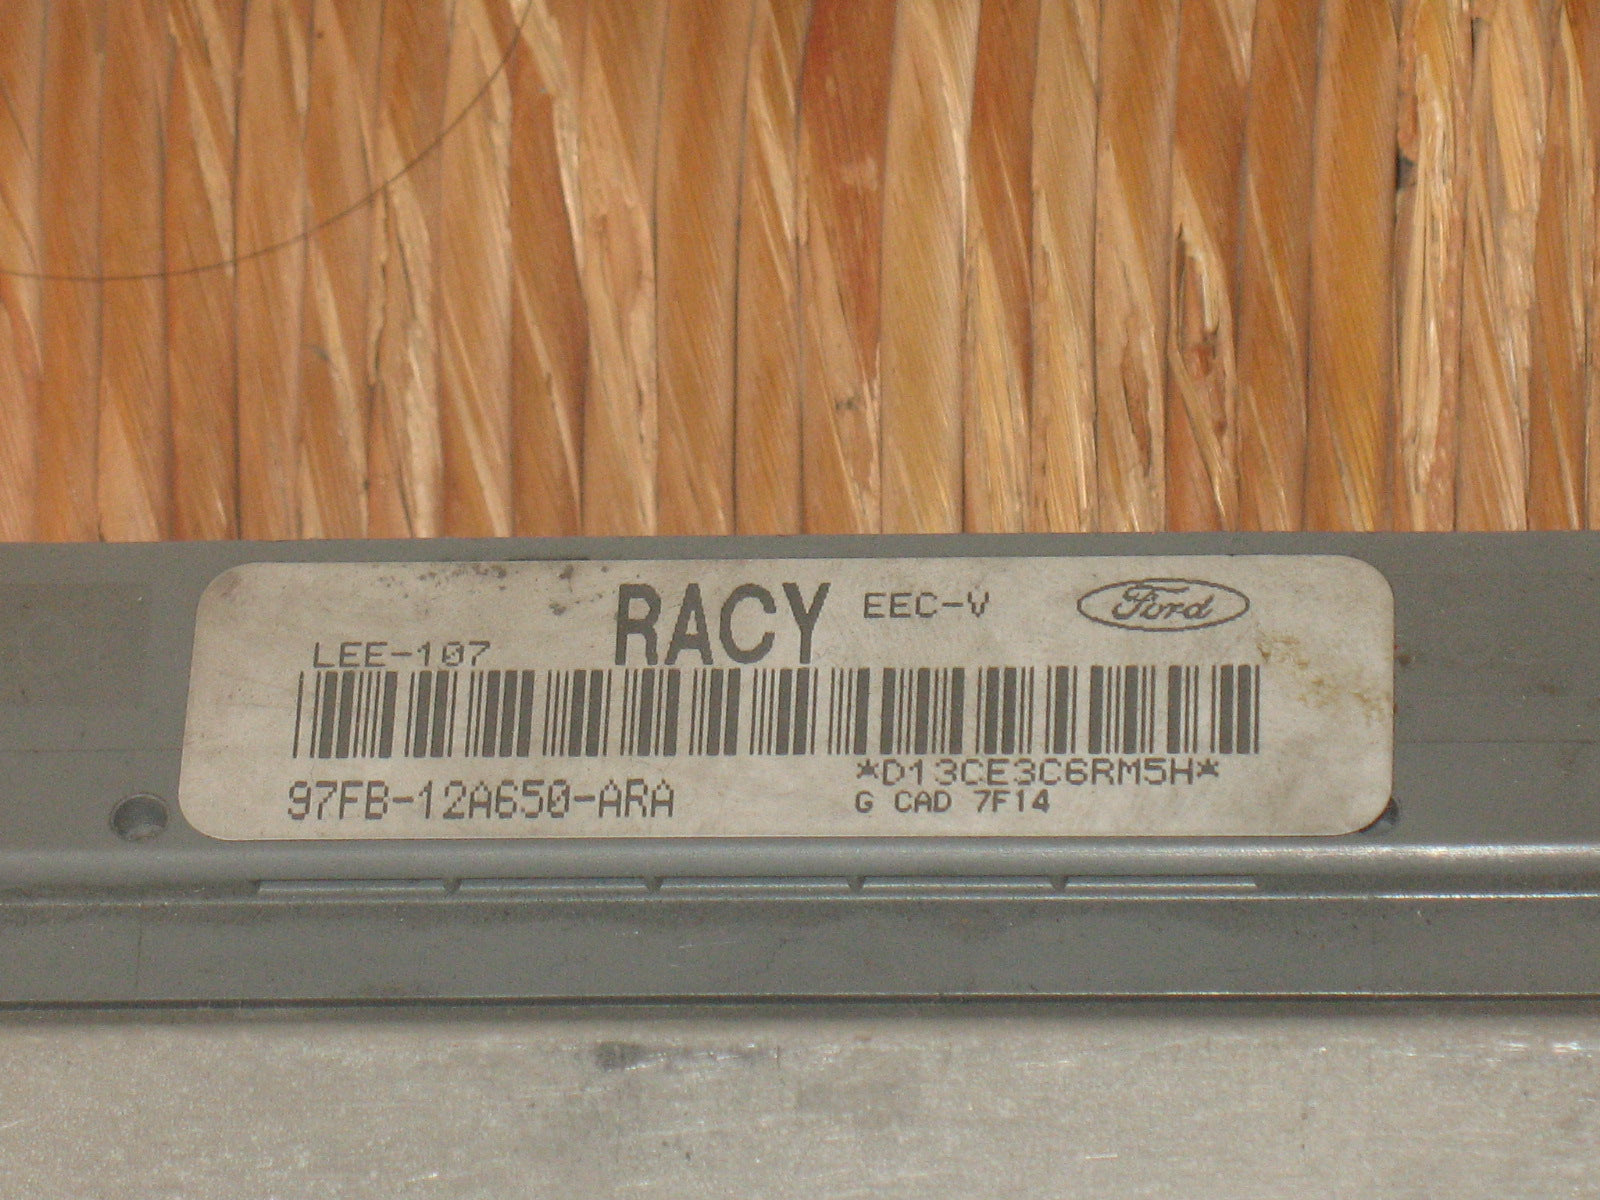 RACY EEC-V Ford
LEE-107
*D13CE3C6RM5H*
97FB-12A650-ARA G CAD 7F14